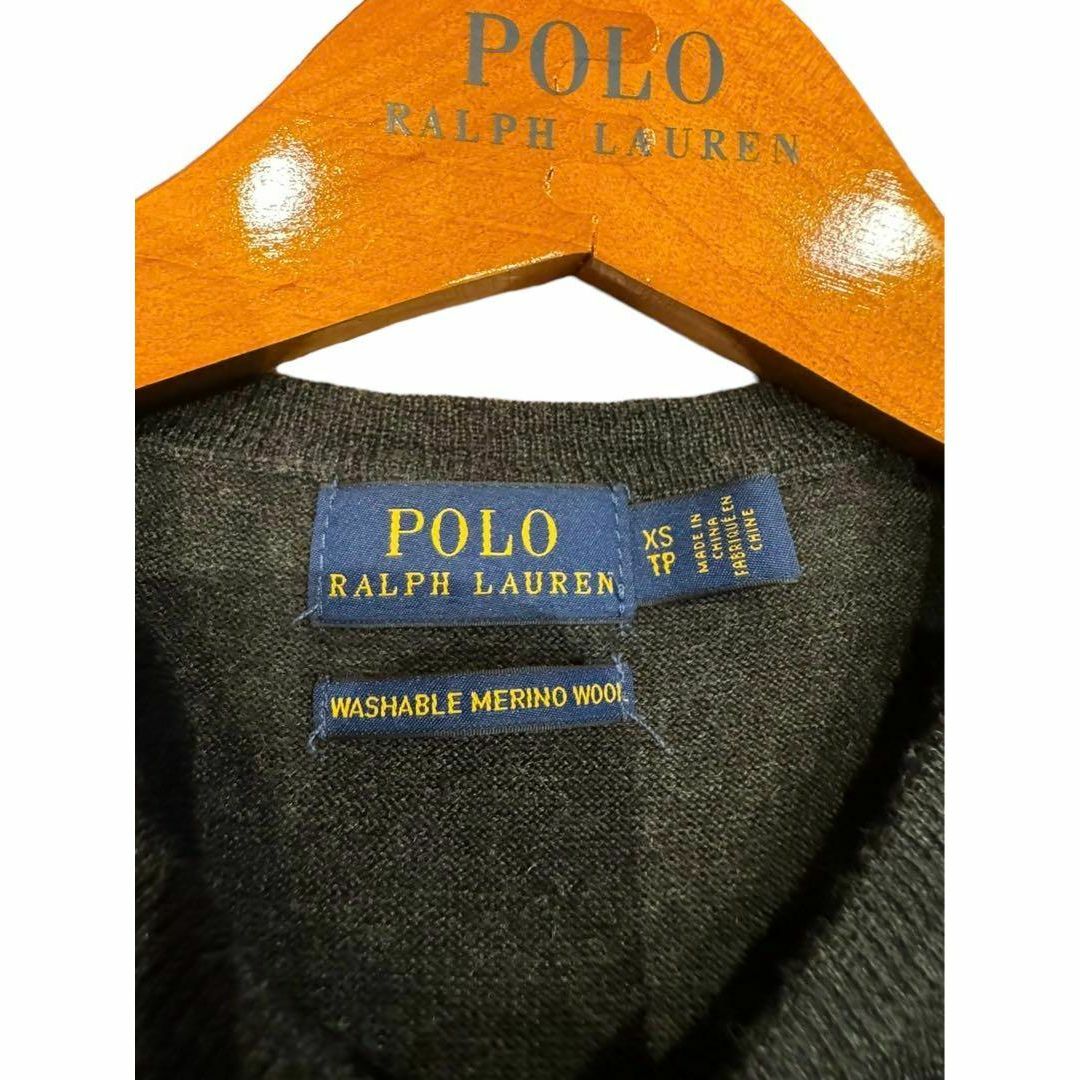 POLO
RALPH LAUREN
POLO
RALPH LAUREN
XS
TP
MADE IN
CHINA
FABRIQUÉ EN
CHINE
WASHABLE MERINO WOOL